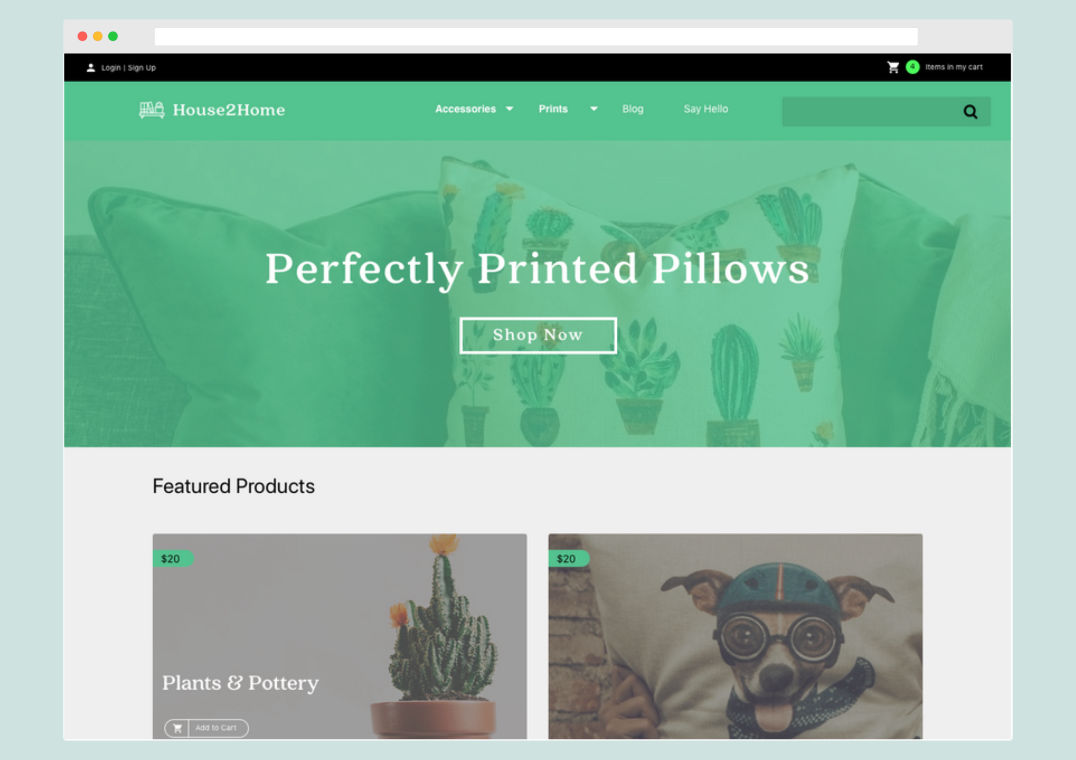 Login | Sign Up
4 Items in my cart
House2Home
Accessories
Prints
Blog
Say Hello
Perfectly Printed Pillows
Shop Now
Featured Products
$20
$20
Plants & Pottery
Add to Cart